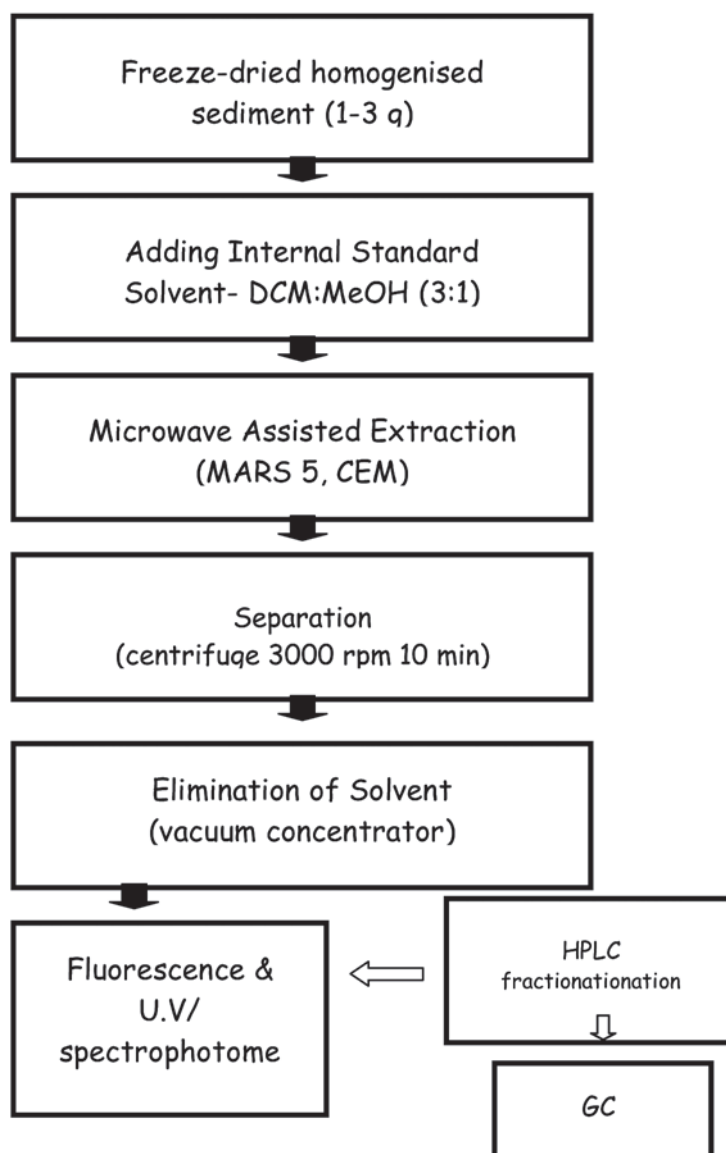 Freeze-dried homogenised
sediment (1-3 g)
Adding Internal Standard
Solvent- DCM:MeOH (3:1)
Microwave Assisted Extraction
(MARS 5, CEM)
Separation
(centrifuge 3000 rpm 10 min)
Elimination of Solvent
(vacuum concentrator)
Fluorescence &
U.V/
spectrophotome
HPLC
fractionationation
GC